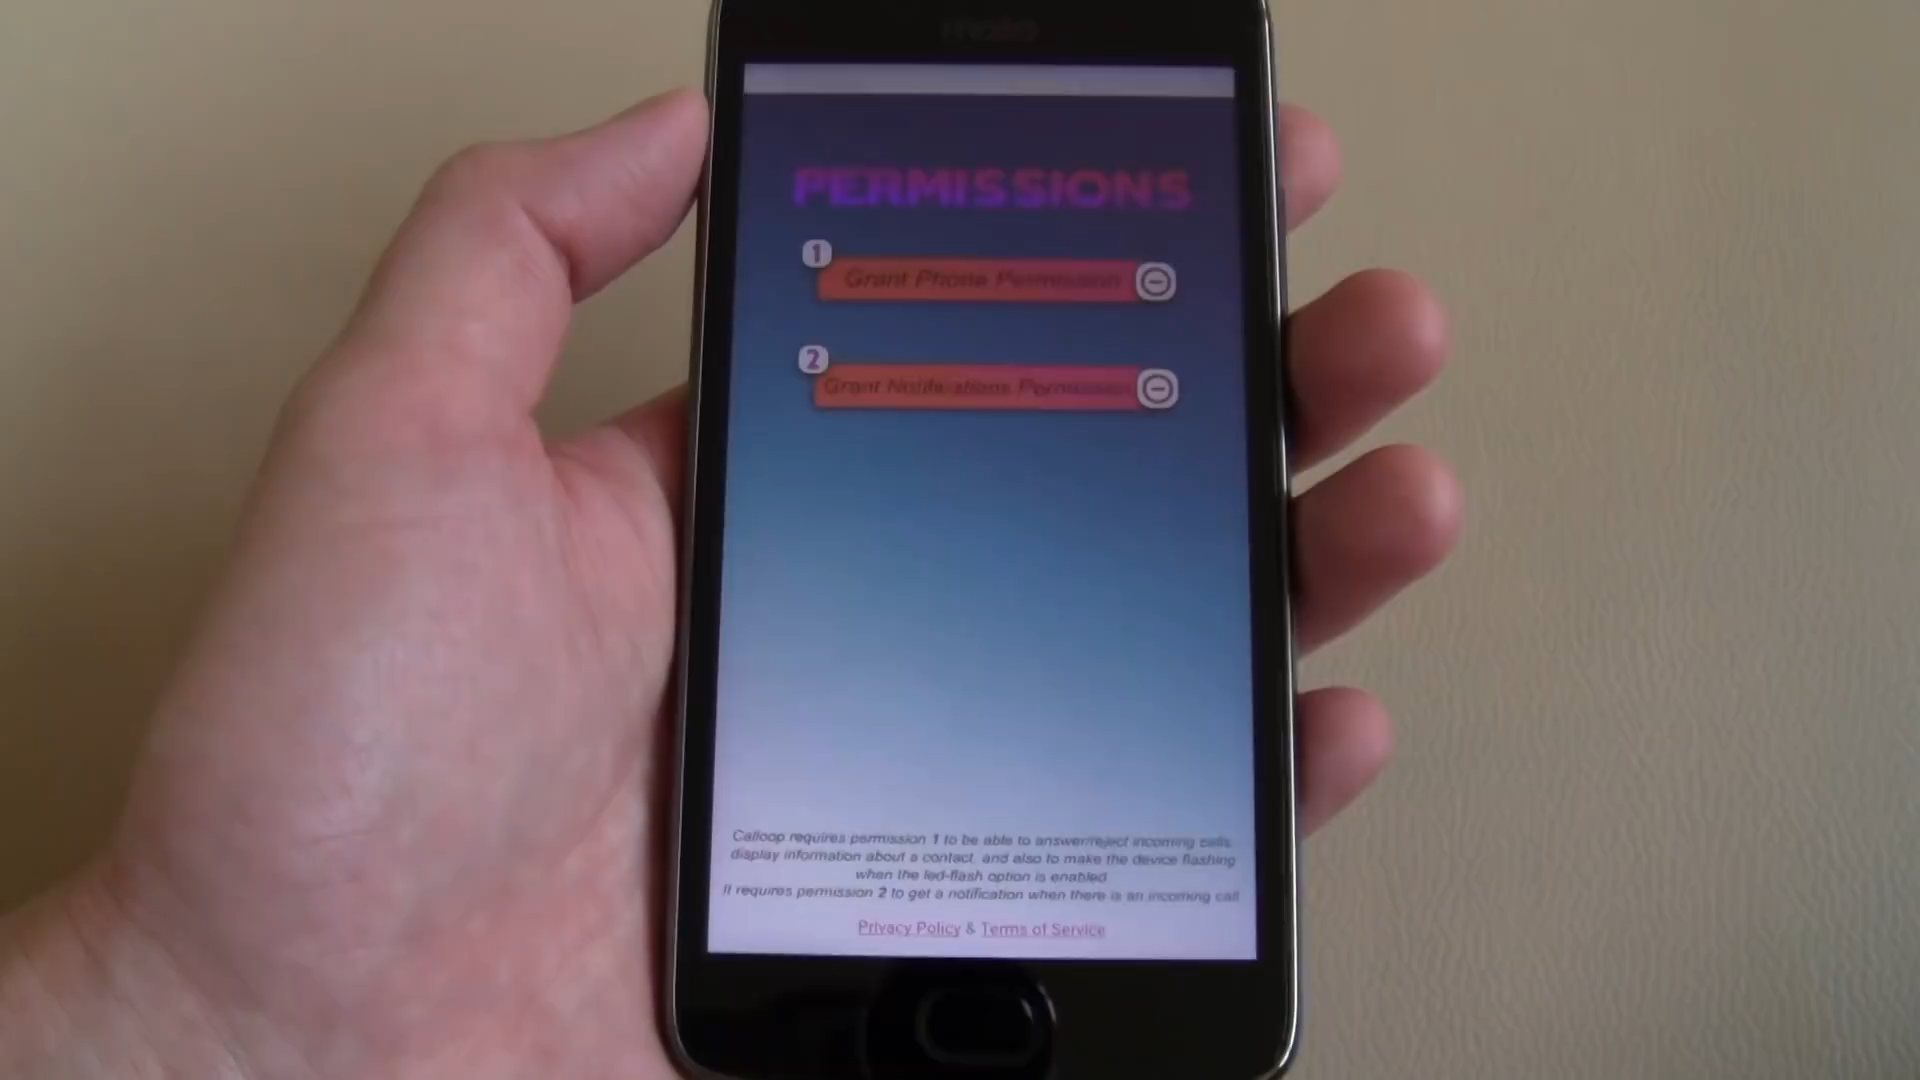 moto
PERMISSIONS
1
Grant Phone Permission
2
Grant Notifications Permission
Calloop requires permission 1 to be able to answer/reject incoming calls,
display information about a contact, and also to make the device flashing
when the led-flash option is enabled
It requires permission 2 to get a notification when there is an incoming call
Privacy Policy & Terms of Service